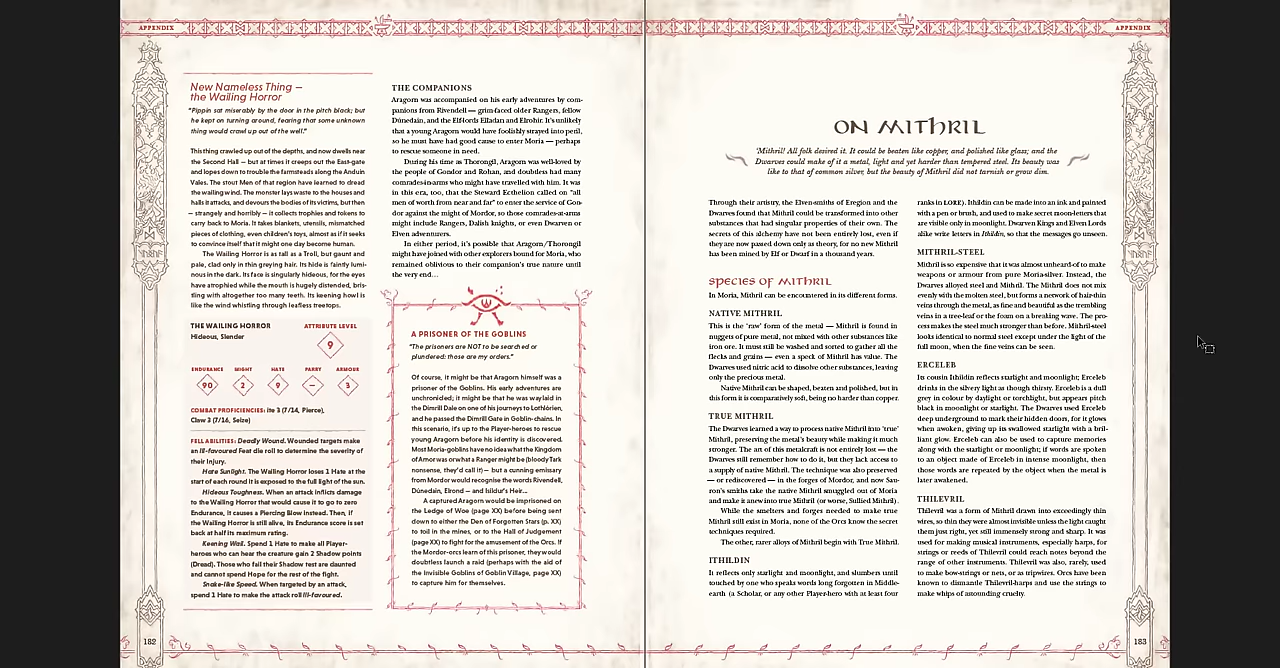 APPENDIX
New Nameless Thing —
the Wailing Horror
"Pippin sat miserably by the door in the pitch black; but
he kept on turning around, fearing that some unknown
thing would crawl up out of the well."
This thing crawled up out of the depths, and now dwells near
the Second Hall — but at times it creeps out the East-gate
and lopes down to trouble the farmsteads along the Anduin
Vales. The stout Men of that region have learned to dread
the wailing wind. The monster lays waste to the houses and
halls it attacks, and devours the bodies of its victims, but then
— strangely and horribly — it collects trophies and tokens to
carry back to Moria. It takes blankets, utensils, mismatched
pieces of clothing, even children's toys, almost as if it seeks
to convince itself that it might one day become human.
The Wailing Horror is as tall as a Troll, but gaunt and
pale, clad only in thin greying hair. Its hide is faintly lumi-
nous in the dark. Its face is singularly hideous, for the eyes
have atrophied while the mouth is hugely distended, bris-
tling with altogether too many teeth. Its keening howl is
like the wind whistling through leafless treetops.
THE WAILING HORROR
Hideous, Slender
ATTRIBUTE LEVEL
9
ENDURANCE MIGHT HATE PARRY ARMOUR
90 2 9 — 3
COMBAT PROFICIENCIES: ite 3 (7/14, Pierce),
Claw 3 (7/16, Seize)
FELL ABILITIES: Deadly Wound. Wounded targets make
an Ill-favoured Feat die roll to determine the severity of
their injury.
Hate Sunlight. The Wailing Horror loses 1 Hate at the
start of each round it is exposed to the full light of the sun.
Hideous Toughness. When an attack inflicts damage
to the Wailing Horror that would cause it to go to zero
Endurance, it causes a Piercing Blow instead. Then, if
the Wailing Horror is still alive, its Endurance score is set
back at half its maximum rating.
Keening Wail. Spend 1 Hate to make all Player-
heroes who can hear the creature gain 2 Shadow points
(Dread). Those who fail their Shadow test are daunted
and cannot spend Hope for the rest of the fight.
Snake-like Speed. When targeted by an attack,
spend 1 Hate to make the attack roll Ill-favoured.
THE COMPANIONS
Aragorn was accompanied on his early adventures by com-
panions from Rivendell — grim-faced older Rangers, fellow
Dúnedain, and the Elf-lords Elladan and Elrohir. It's unlikely
that a young Aragorn would have foolishly strayed into peril,
so he must have had good cause to enter Moria — perhaps
to rescue someone in need.
During his time as Thorongil, Aragorn was well-loved by
the people of Gondor and Rohan, and doubtless had many
comrades-in-arms who might have travelled with him. It was
in this era, too, that the Steward Ecthelion called on "all
men of worth from near and far" to enter the service of Gon-
dor against the might of Mordor, so those comrades-at-arms
might include Rangers, Dalish knights, or even Dwarven or
Elven adventurers.
In either period, it's possible that Aragorn/Thorongil
might have joined with other explorers bound for Moria, who
remained oblivious to their companion's true nature until
the very end…
A PRISONER OF THE GOBLINS
"The prisoners are NOT to be searched or
plundered: those are my orders."
Of course, it might be that Aragorn himself was a
prisoner of the Goblins. His early adventures are
unchronicled; it might be that he was waylaid in
the Dimrill Dale on one of his journeys to Lothlórien,
and he passed the Dimrill Gate in Goblin-chains. In
this scenario, it's up to the Player-heroes to rescue
young Aragorn before his identity is discovered.
Most Moria-goblins have no idea what the Kingdom
of Arnor was or what a Ranger might be (bloody Tark
nonsense, they'd call it) — but a cunning emissary
from Mordor would recognise the words Rivendell,
Dúnedain, Elrond — and Isildur's Heir…
A captured Aragorn would be imprisoned on
the Ledge of Woe (page XX) before being sent
down to either the Den of Forgotten Stars (p. XX)
to toil in the mines, or to the Hall of Judgement
(page XX) to fight for the amusement of the Orcs. If
the Mordor-orcs learn of this prisoner, they would
doubtless launch a raid (perhaps with the aid of
the Invisible Goblins of Goblin Village, page XX)
to capture him for themselves.
182
APPENDIX
ON MITHRIL
'Mithril! All folk desired it. It could be beaten like copper, and polished like glass; and the
Dwarves could make of it a metal, light and yet harder than tempered steel. Its beauty was
like to that of common silver, but the beauty of Mithril did not tarnish or grow dim.
Through their artistry, the Elven-smiths of Eregion and the
Dwarves found that Mithril could be transformed into other
substances that had singular properties of their own. The
secrets of this alchemy have not been entirely lost, even if
they are now passed down only as theory, for no new Mithril
has been mined by Elf or Dwarf in a thousand years.
SPECIES OF MITHRIL
In Moria, Mithril can be encountered in its different forms.
NATIVE MITHRIL
This is the 'raw' form of the metal — Mithril is found in
nuggets of pure metal, not mixed with other substances like
iron ore. It must still be washed and sorted to gather all the
flecks and grains — even a speck of Mithril has value. The
Dwarves used nitric acid to dissolve other substances, leaving
only the precious metal.
Native Mithril can be shaped, beaten and polished, but in
this form it is comparatively soft, being no harder than copper.
TRUE MITHRIL
The Dwarves learned a way to process native Mithril into 'true'
Mithril, preserving the metal's beauty while making it much
stronger. The art of this metalcraft is not entirely lost — the
Dwarves still remember how to do it, but they lack access to
a supply of native Mithril. The technique was also preserved
— or rediscovered — in the forges of Mordor, and now Sau-
ron's smiths take the native Mithril smuggled out of Moria
and make it anew into true Mithril (or worse, Sullied Mithril).
While the smelters and forges needed to make true
Mithril still exist in Moria, none of the Orcs know the secret
techniques required.
The other, rarer alloys of Mithril begin with True Mithril.
ITHILDIN
It reflects only starlight and moonlight, and slumbers until
touched by one who speaks words long forgotten in Middle-
earth (a Scholar, or any other Player-hero with at least four
ranks in LORE). Ithildin can be made into an ink and painted
with a pen or brush, and used to make secret moon-letters that
are visible only in moonlight. Dwarven Kings and Elven Lords
alike write letters in Ithildin, so that the messages go unseen.
MITHRIL-STEEL
Mithril is so expensive that it was almost unheard-of to make
weapons or armour from pure Moria-silver. Instead, the
Dwarves alloyed steel and Mithril. The Mithril does not mix
evenly with the molten steel, but forms a network of hair-thin
veins through the metal, as fine and beautiful as the trembling
veins in a tree-leaf or the foam on a breaking wave. The pro-
cess makes the steel much stronger than before. Mithril-steel
looks identical to normal steel except under the light of the
full moon, when the fine veins can be seen.
ERCELEB
Its cousin Ithildin reflects starlight and moonlight; Erceleb
drinks in the silvery light as though thirsty. Erceleb is a dull
grey in colour by daylight or torchlight, but appears pitch
black in moonlight or starlight. The Dwarves used Erceleb
deep underground to mark their hidden doors, for it glows
when awoken, giving up its swallowed starlight with a bril-
liant glow. Erceleb can also be used to capture memories
along with the starlight or moonlight; if words are spoken
to an object made of Erceleb in intense moonlight, then
those words are repeated by the object when the metal is
later awakened.
THILEVRIL
Thilevril was a form of Mithril drawn into exceedingly thin
wires, so thin they were almost invisible unless the light caught
them just right, yet still immensely strong and sharp. It was
used for making musical instruments, especially harps, for
strings or reeds of Thilevril could reach notes beyond the
range of other instruments. Thilevril was also, rarely, used
to make bow-strings or nets, or as tripwires. Orcs have been
known to dismantle Thilevril-harps and use the strings to
make whips of astounding cruelty.
183